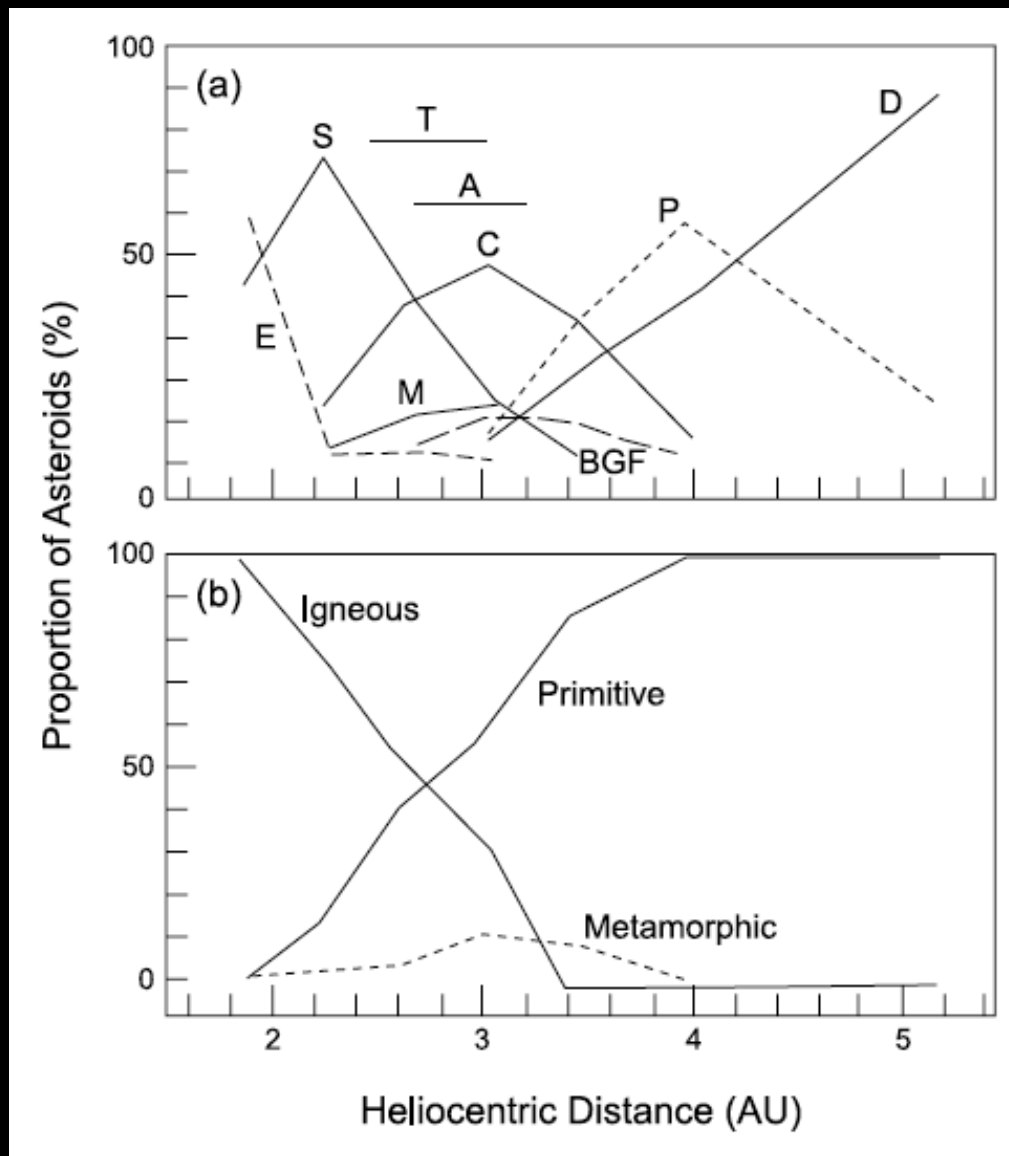 100
(a)
T
D
S
A
P
C
50
E
M
BGF
0
100
(b)
Igneous
Primitive
50
Metamorphic
0
2 3 4 5
Proportion of Asteroids (%)
Heliocentric Distance (AU)